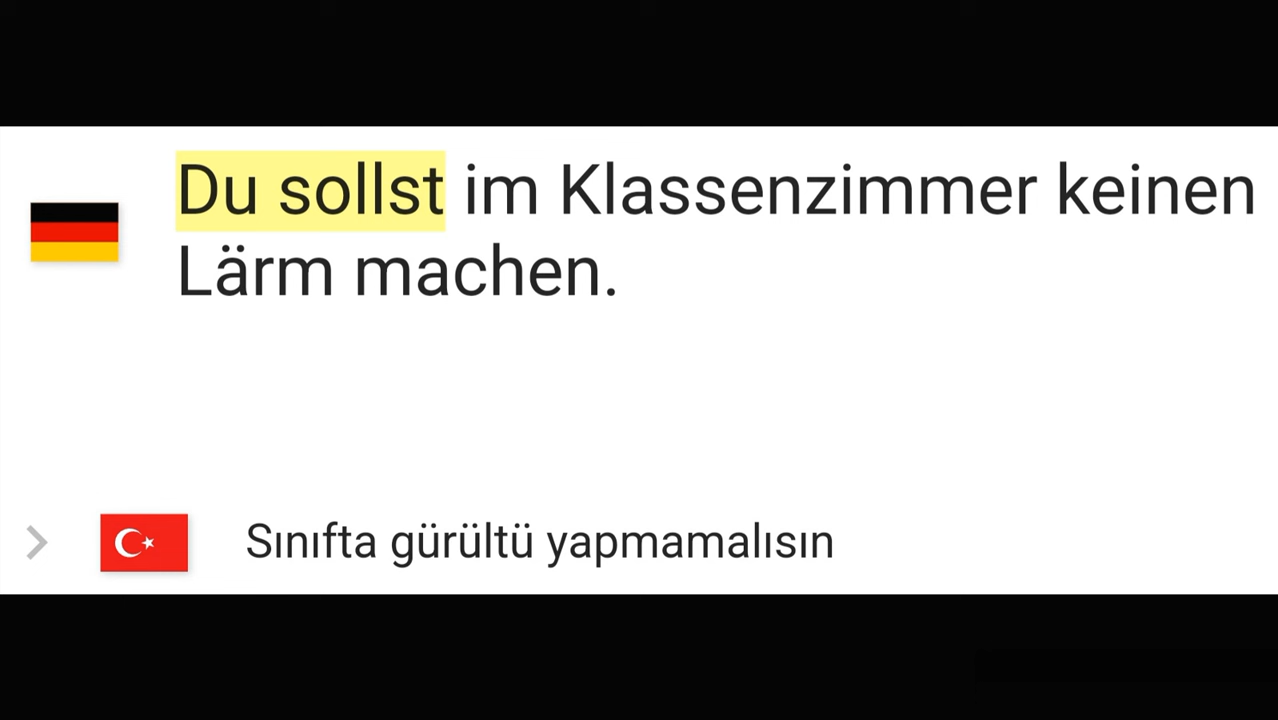 Du sollst im Klassenzimmer keinen
Lärm machen.
Sınıfta gürültü yapmamalısın